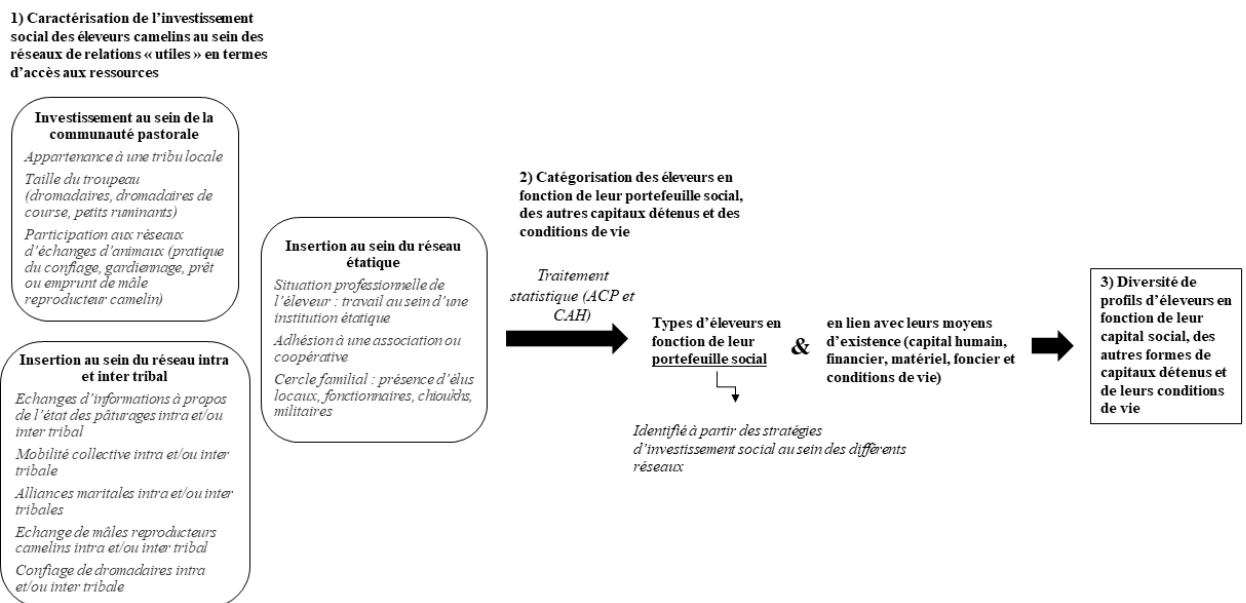 1) Caractérisation de l’investissement
social des éleveurs camelins au sein des
réseaux de relations « utiles » en termes
d’accès aux ressources
Investissement au sein de la
communauté pastorale
Appartenance à une tribu locale
Taille du troupeau
(dromadaires, dromadaires de
course, petits ruminants)
Participation aux réseaux
d’échanges d’animaux (pratique
du confiage, gardiennage, prêt
ou emprunt de mâle
reproducteur camelin)
Insertion au sein du réseau intra
et inter tribal
Echanges d’informations à propos
de l’état des pâturages intra et/ou
inter tribal
Mobilité collective intra et/ou inter
tribale
Alliances maritales intra et/ou inter
tribales
Echange de mâles reproducteurs
camelins intra et/ou inter tribal
Confiage de dromadaires intra
et/ou inter tribale
Insertion au sein du réseau
étatique
Situation professionnelle de
l’éleveur : travail au sein d’une
institution étatique
Adhésion à une association ou
coopérative
Cercle familial : présence d’élus
locaux, fonctionnaires, chioukhs,
militaires
2) Catégorisation des éleveurs en
fonction de leur portefeuille social,
des autres capitaux détenus et des
conditions de vie
Traitement
statistique (ACP et
CAH)
Types d’éleveurs en
fonction de leur
portefeuille social
&
en lien avec leurs moyens
d’existence (capital humain,
financier, matériel, foncier et
conditions de vie)
Identifié à partir des stratégies
d’investissement social au sein des différents
réseaux
3) Diversité de
profils d’éleveurs en
fonction de leur
capital social, des
autres formes de
capitaux détenus et
de leurs conditions
de vie